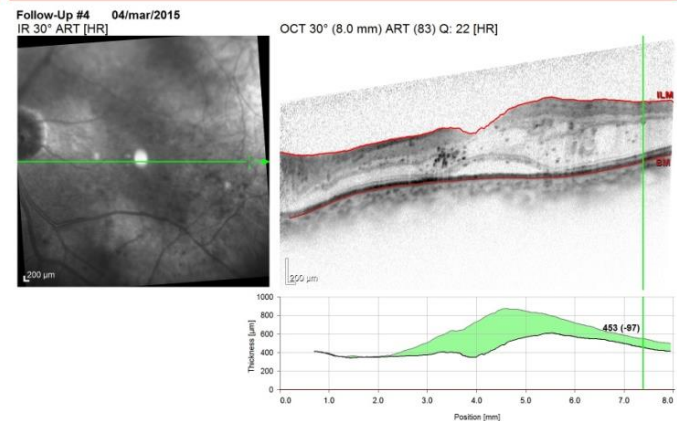 Follow-Up #4 04/mar/2015
IR 30° ART [HR]
OCT 30° (8.0 mm) ART (83) Q: 22 [HR]
ILM
BM
200 µm
200 µm
1000
800
600
400
200
0
Thickness [µm]
453 (-97)
0.0 1.0 2.0 3.0 4.0 5.0 6.0 7.0 8.0
Position [mm]